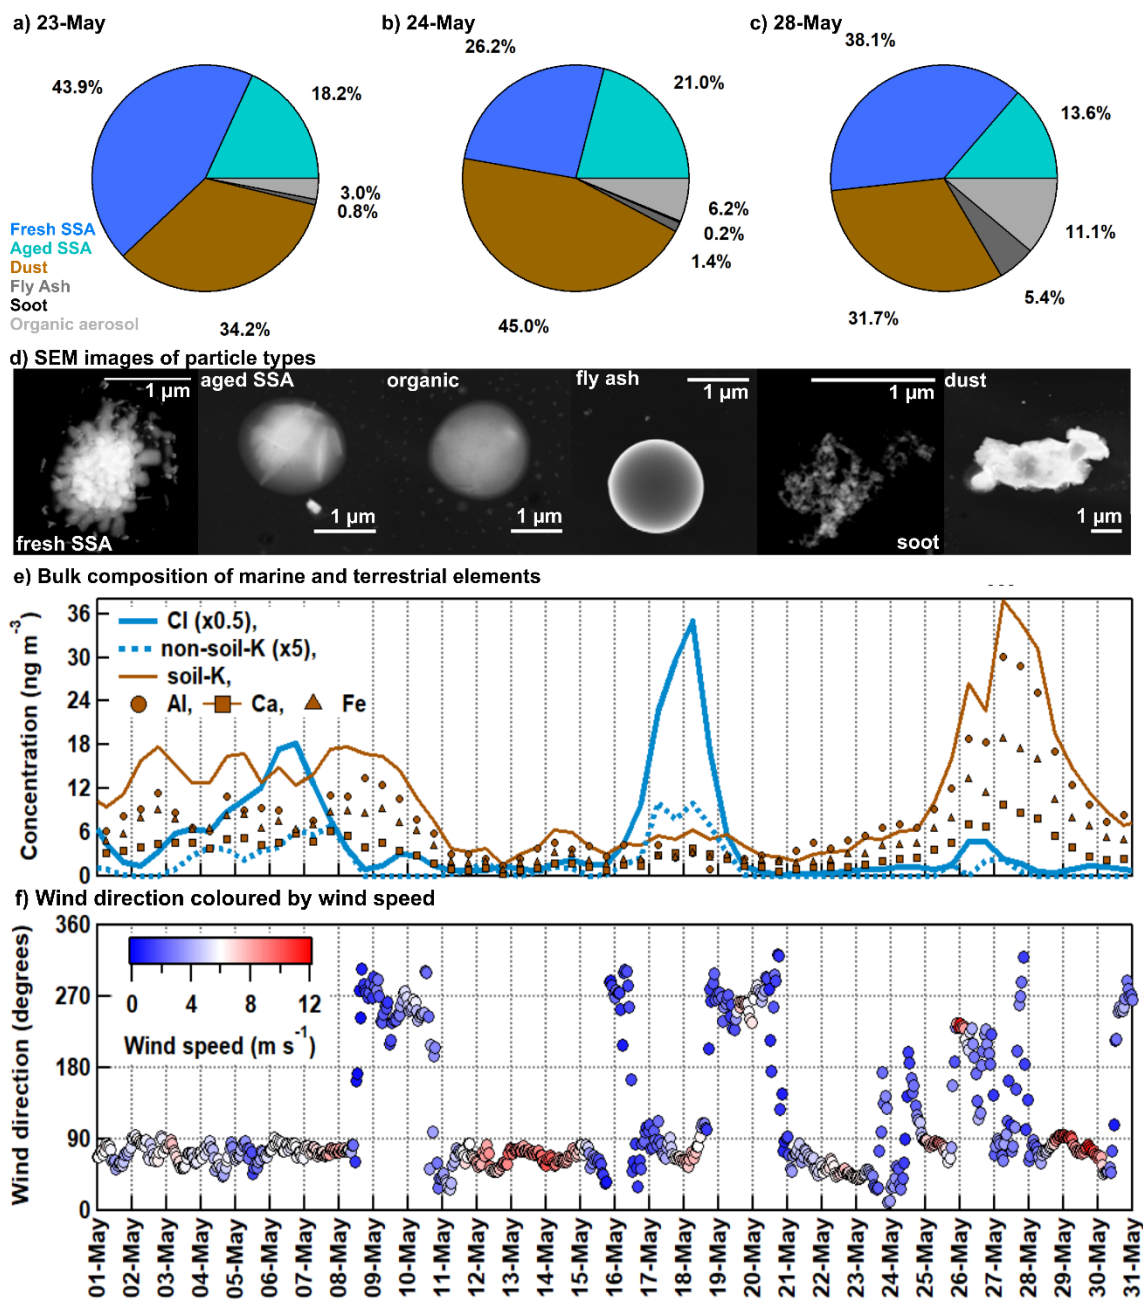 a) 23-May
b) 24-May
c) 28-May
43.9%
18.2%
3.0%
0.8%
34.2%
26.2%
21.0%
6.2%
0.2%
1.4%
45.0%
38.1%
13.6%
11.1%
5.4%
31.7%
Fresh SSA
Aged SSA
Dust
Fly Ash
Soot
Organic aerosol
d) SEM images of particle types
1 µm
fresh SSA
aged SSA
1 µm
organic
1 µm
fly ash
1 µm
1 µm
soot
dust
1 µm
e) Bulk composition of marine and terrestrial elements
Concentration (ng m-3)
36
30
24
18
12
6
0
Cl (x0.5),
non-soil-K (x5),
soil-K,
Al, Ca, Fe
f) Wind direction coloured by wind speed
Wind direction (degrees)
360
270
180
90
0
0 4 8 12
Wind speed (m s-1)
01-May
02-May
03-May
04-May
05-May
06-May
07-May
08-May
09-May
10-May
11-May
12-May
13-May
14-May
15-May
16-May
17-May
18-May
19-May
20-May
21-May
22-May
23-May
24-May
25-May
26-May
27-May
28-May
29-May
30-May
31-May